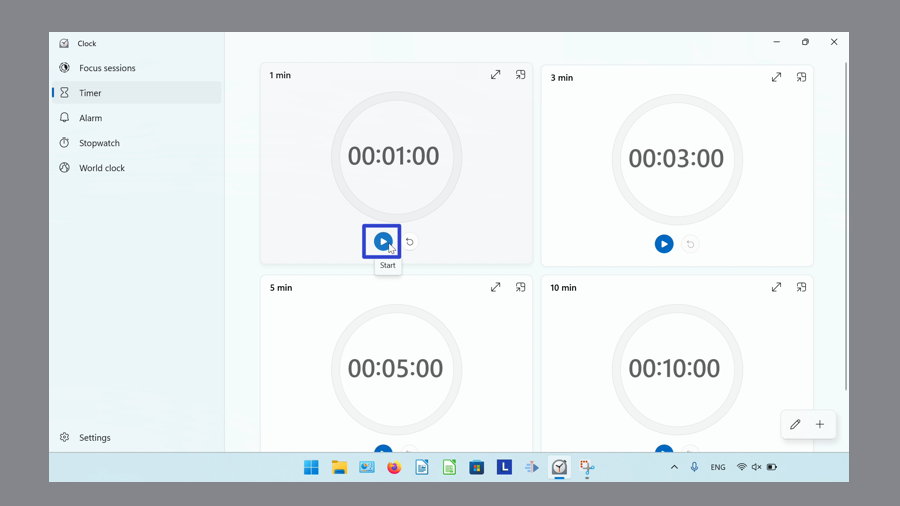 Clock
Focus sessions
Timer
Alarm
Stopwatch
World clock
Settings
1 min
00:01:00
Start
3 min
00:03:00
5 min
00:05:00
10 min
00:10:00
L
ENG